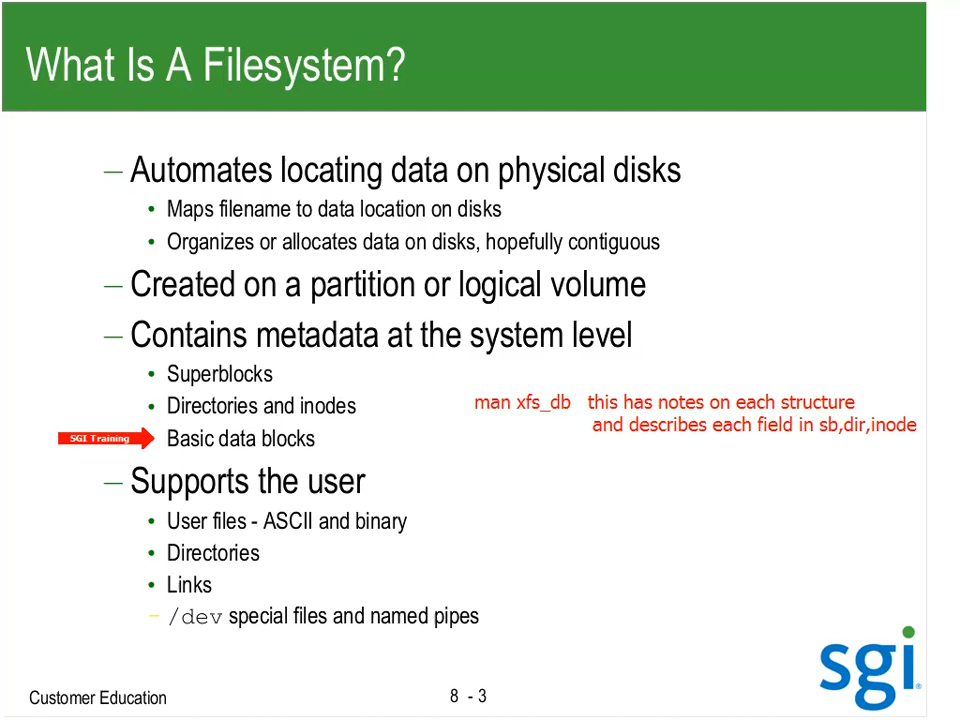 What Is A Filesystem?
– Automates locating data on physical disks
• Maps filename to data location on disks
• Organizes or allocates data on disks, hopefully contiguous
– Created on a partition or logical volume
– Contains metadata at the system level
• Superblocks
• Directories and inodes
man xfs_db this has notes on each structure
and describes each field in sb,dir,inode
SGI Training
• Basic data blocks
– Supports the user
• User files - ASCII and binary
• Directories
• Links
– /dev special files and named pipes
Customer Education
8 - 3
sgi®